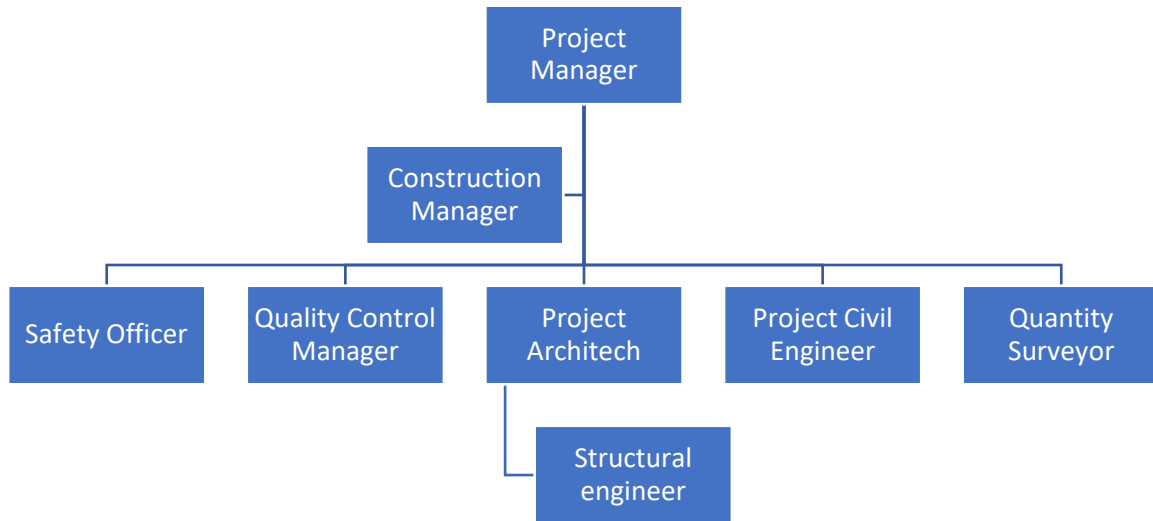 Project
Manager
Construction
Manager
Safety Officer
Quality Control
Manager
Project
Architech
Project Civil
Engineer
Quantity
Surveyor
Structural
engineer